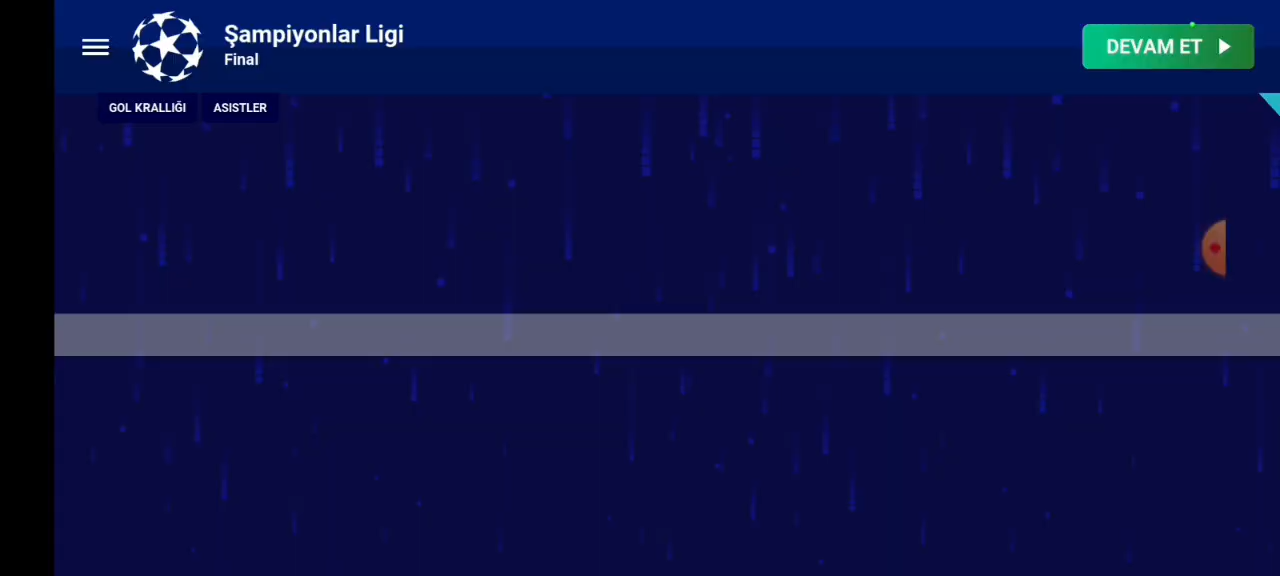 Şampiyonlar Ligi
Final
DEVAM ET
GOL KRALLIĞI
ASISTLER